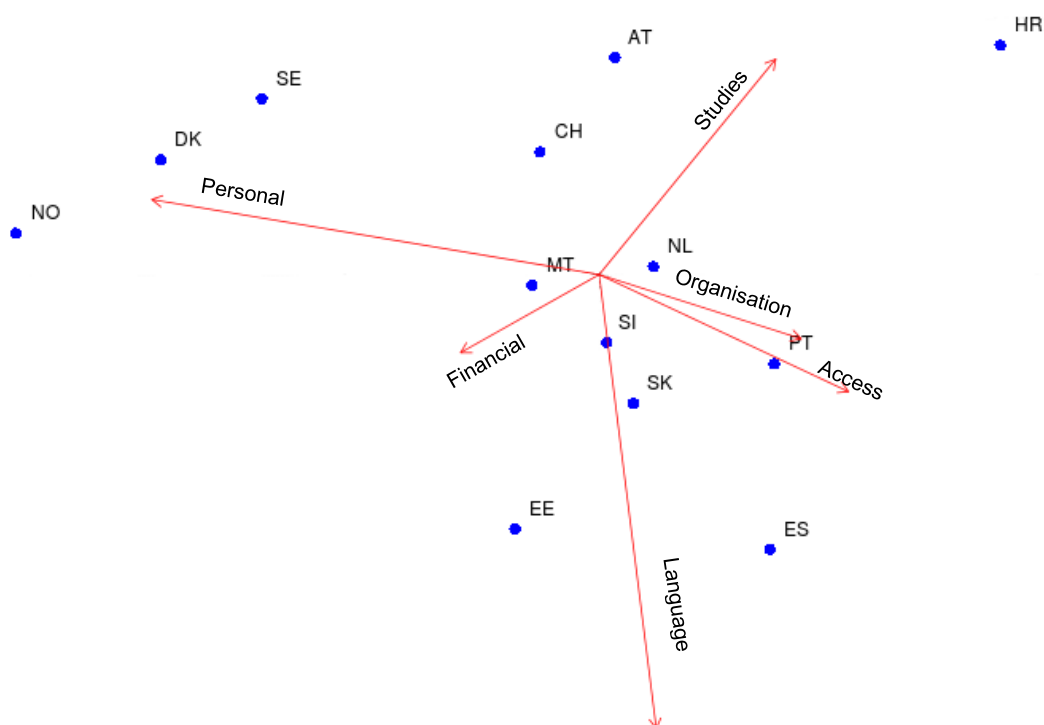 HR
AT
SE
Studies
CH
DK
Personal
NO
NL
MT
Organisation
SI
PT
Financial
Access
SK
EE
ES
Language